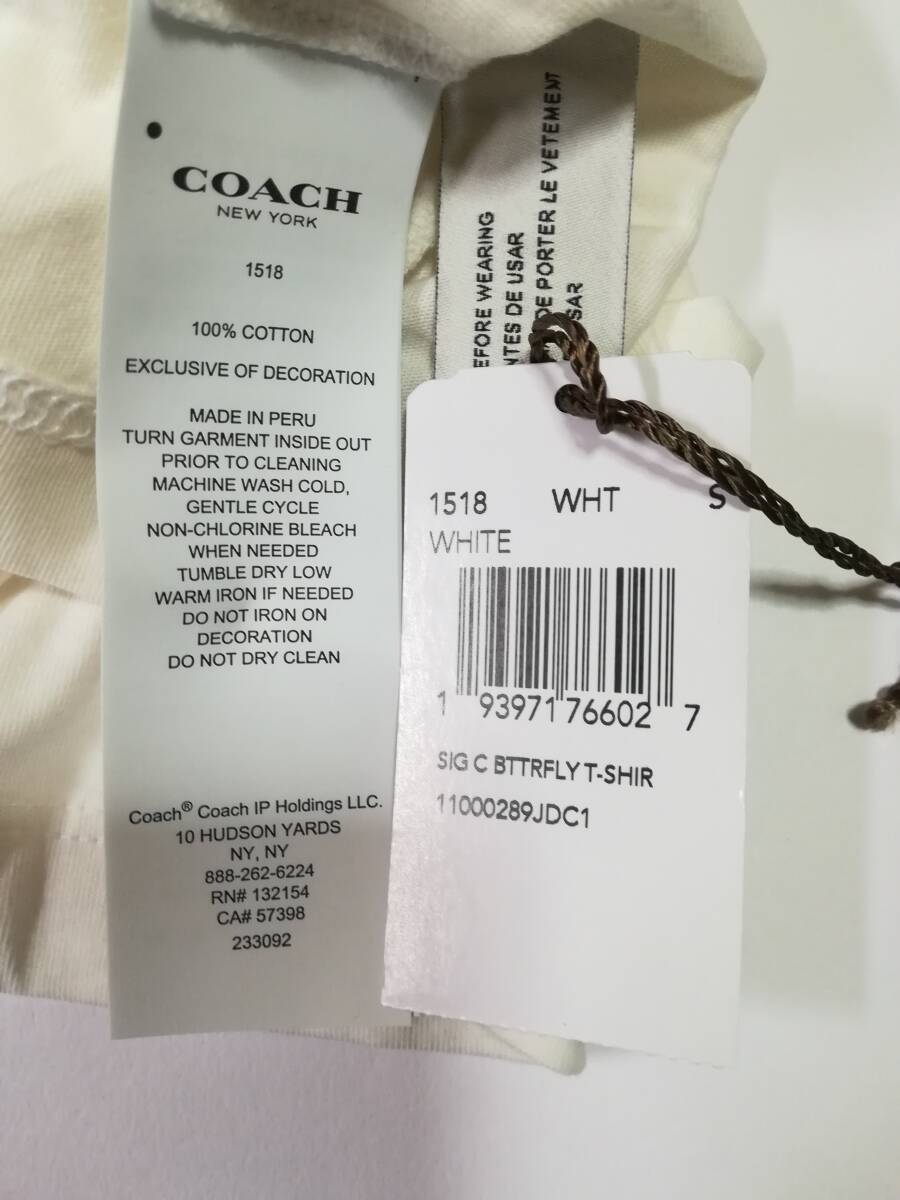 COACH
NEW YORK
1518
100% COTTON
EXCLUSIVE OF DECORATION
MADE IN PERU
TURN GARMENT INSIDE OUT
PRIOR TO CLEANING
MACHINE WASH COLD,
GENTLE CYCLE
NON-CHLORINE BLEACH
WHEN NEEDED
TUMBLE DRY LOW
WARM IRON IF NEEDED
DO NOT IRON ON
DECORATION
DO NOT DRY CLEAN
Coach® Coach IP Holdings LLC.
10 HUDSON YARDS
NY, NY
888-262-6224
RN# 132154
CA# 57398
233092
EFORE WEARING
NTES DE USAR
DE PORTER LE VETEMENT
SAR
1518 WHT S
WHITE
1 93971 76602 7
SIG C BTTRFLY T-SHIR
11000289JDC1